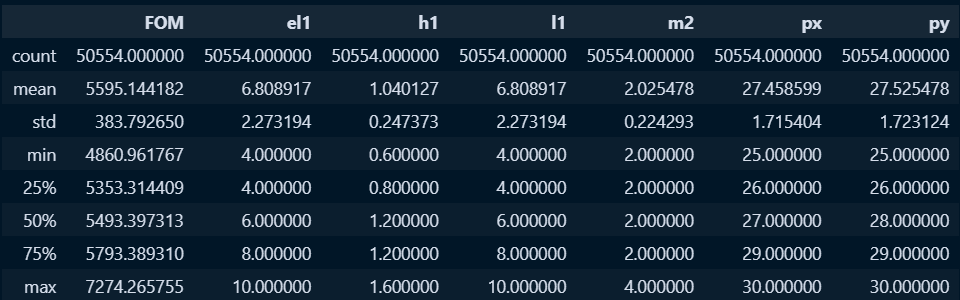 FOM el1 h1 l1 m2 px py
count 50554.000000 50554.000000 50554.000000 50554.000000 50554.000000 50554.000000 50554.000000
mean 5595.144182 6.808917 1.040127 6.808917 2.025478 27.458599 27.525478
std 383.792650 2.273194 0.247373 2.273194 0.224293 1.715404 1.723124
min 4860.961767 4.000000 0.600000 4.000000 2.000000 25.000000 25.000000
25% 5353.314409 4.000000 0.800000 4.000000 2.000000 26.000000 26.000000
50% 5493.397313 6.000000 1.200000 6.000000 2.000000 27.000000 28.000000
75% 5793.389310 8.000000 1.200000 8.000000 2.000000 29.000000 29.000000
max 7274.265755 10.000000 1.600000 10.000000 4.000000 30.000000 30.000000